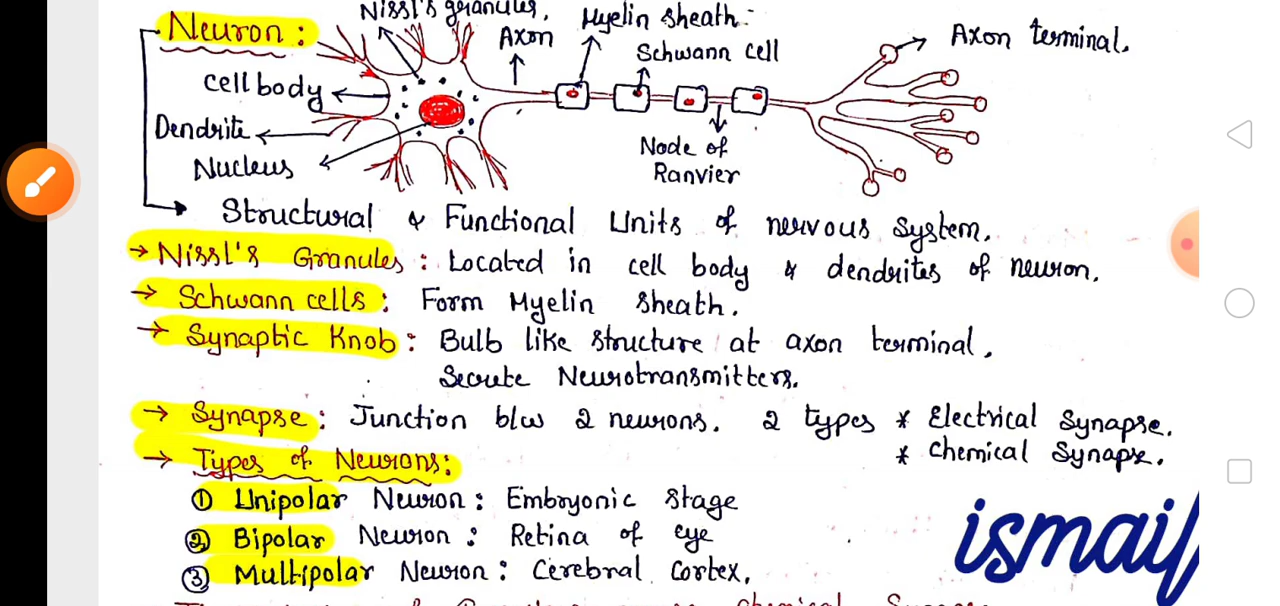 Nissl's granules.
Myelin sheath.
Neuron :
Axon
Axon terminal.
Schwann cell
cell body
Dendrite
Nucleus
Node of
Ranvier
Structural & Functional Units of nervous System.
→ Nissl's Granules : Located in cell body & dendrites of neuron.
→ Schwann cells : Form Myelin sheath.
→ Synaptic Knob : Bulb like structure at axon terminal.
Secrete Neurotransmitters.
→ Synapse : Junction b/w 2 neurons. 2 types * Electrical Synapse.
* Chemical Synapse.
→ Types of Neurons :
① Unipolar Neuron : Embryonic stage
② Bipolar Neuron : Retina of eye
③ Multipolar Neuron : Cerebral Cortex.
ismail